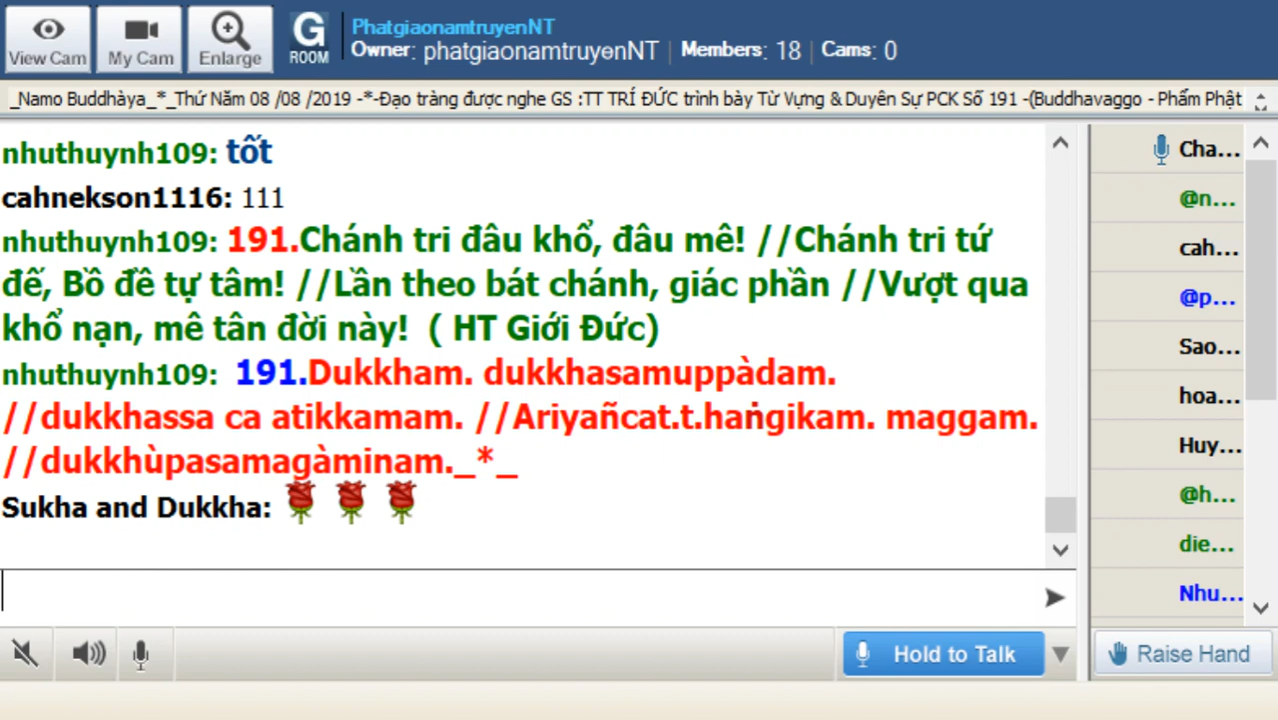 View Cam
My Cam
Enlarge
G
ROOM
PhatgiaonamtruyenNT
Owner: phatgiaonamtruyenNT | Members: 18 | Cams: 0
_Namo Buddhàya_*_Thứ Năm 08 /08 /2019 -*-Đạo tràng được nghe GS :TT TRÍ ĐỨC trình bày Từ Vựng & Duyên Sự PCK Số 191 -(Buddhavaggo - Phẩm Phật
nhuthuynh109: tốt
cahnekson1116: 111
nhuthuynh109: 191.Chánh tri đâu khổ, đâu mê! //Chánh tri tứ
đế, Bồ đề tự tâm! //Lần theo bát chánh, giác phần //Vượt qua
khổ nạn, mê tân đời này! ( HT Giới Đức)
nhuthuynh109: 191.Dukkham. dukkhasamuppàdam.
//dukkhassa ca atikkamam. //Ariyañcat.t.haṅgikam. maggam.
//dukkhùpasamagàminam._*_
Sukha and Dukkha:
Cha...
@n...
cah...
@p...
Sao...
hoa...
Huy...
@h...
die...
Nhu...
Hold to Talk
Raise Hand